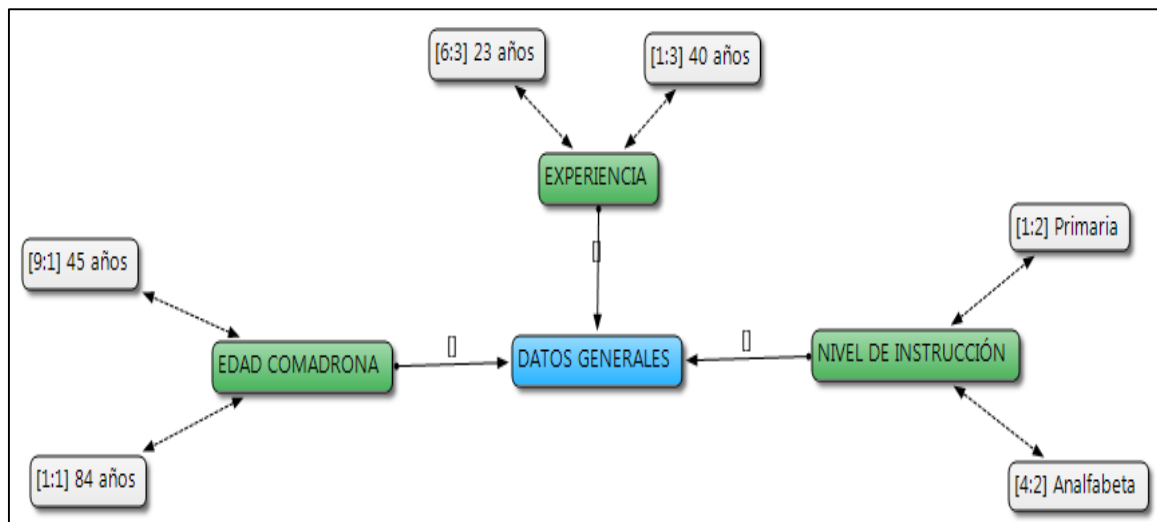 [6:3] 23 años
[1:3] 40 años
EXPERIENCIA
[1:2] Primaria
[9:1] 45 años
EDAD COMADRONA
DATOS GENERALES
NIVEL DE INSTRUCCIÓN
[1:1] 84 años
[4:2] Analfabeta